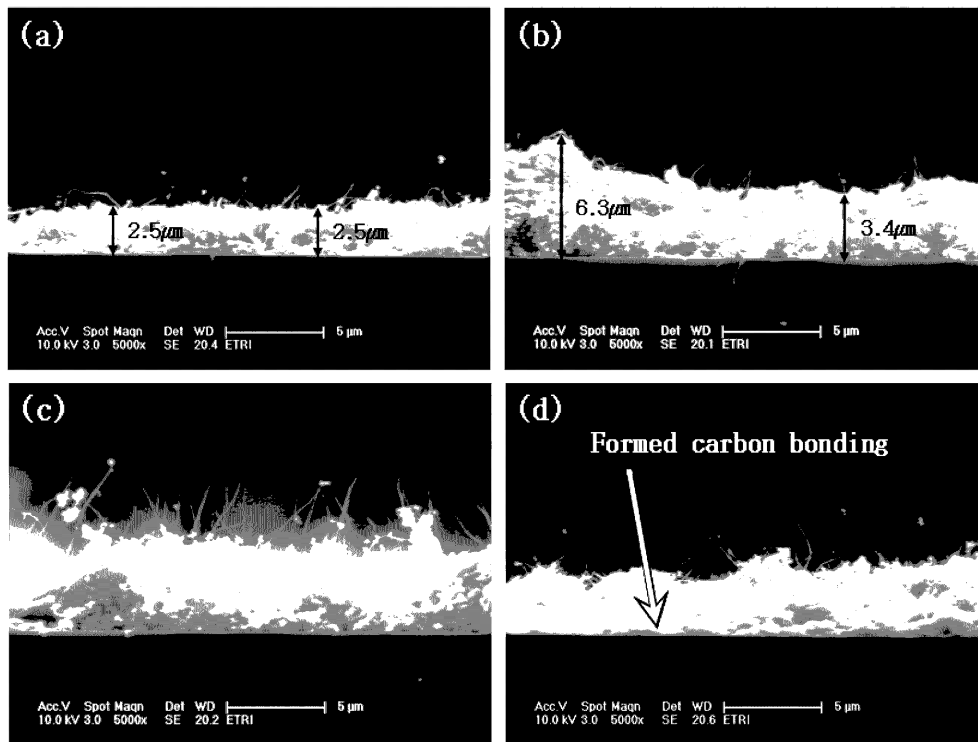 (a)
2.5μm
2.5μm
Acc.V Spot Magn Det WD 5 μm
10.0 kV 3.0 5000x SE 20.4 ETRI
(b)
6.3μm
3.4μm
Acc.V Spot Magn Det WD 5 μm
10.0 kV 3.0 5000x SE 20.1 ETRI
(c)
Acc.V Spot Magn Det WD 5 μm
10.0 kV 3.0 5000x SE 20.2 ETRI
(d)
Formed carbon bonding
Acc.V Spot Magn Det WD 5 μm
10.0 kV 3.0 5000x SE 20.6 ETRI